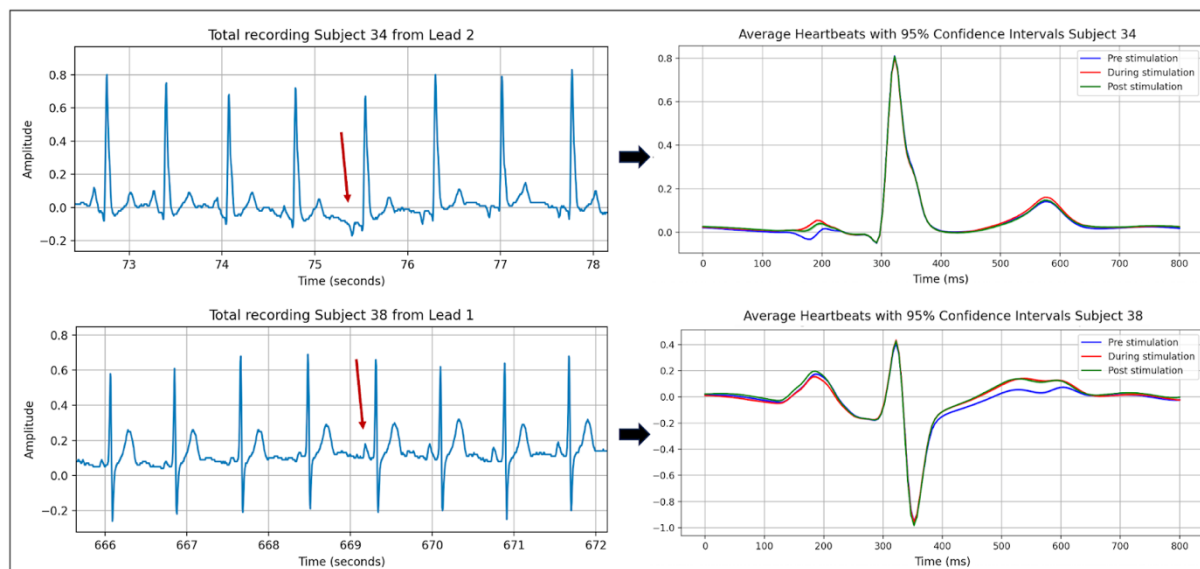 Total recording Subject 34 from Lead 2
Amplitude
0.8
0.6
0.4
0.2
0.0
−0.2
73 74 75 76 77 78
Time (seconds)
Average Heartbeats with 95% Confidence Intervals Subject 34
Pre stimulation
During stimulation
Post stimulation
0.8
0.6
0.4
0.2
0.0
0 100 200 300 400 500 600 700 800
Time (ms)
Total recording Subject 38 from Lead 1
Amplitude
0.8
0.6
0.4
0.2
0.0
−0.2
666 667 668 669 670 671 672
Time (seconds)
Average Heartbeats with 95% Confidence Intervals Subject 38
Pre stimulation
During stimulation
Post stimulation
0.4
0.2
0.0
−0.2
−0.4
−0.6
−0.8
−1.0
0 100 200 300 400 500 600 700 800
Time (ms)